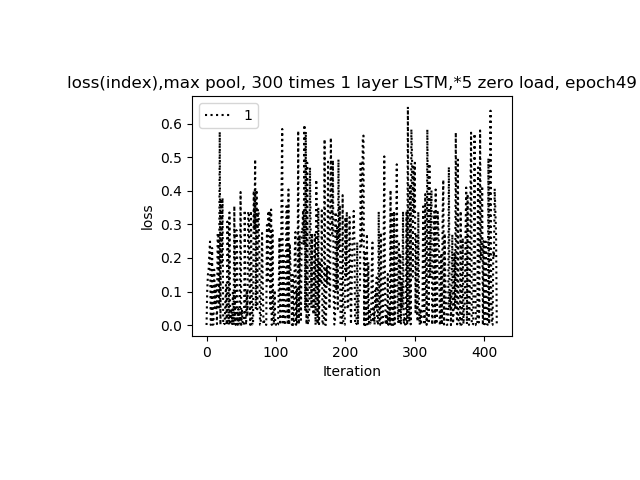 loss(index),max pool, 300 times 1 layer LSTM,*5 zero load, epoch49
1
0.6
0.5
0.4
0.3
0.2
0.1
0.0
loss
0 100 200 300 400
Iteration